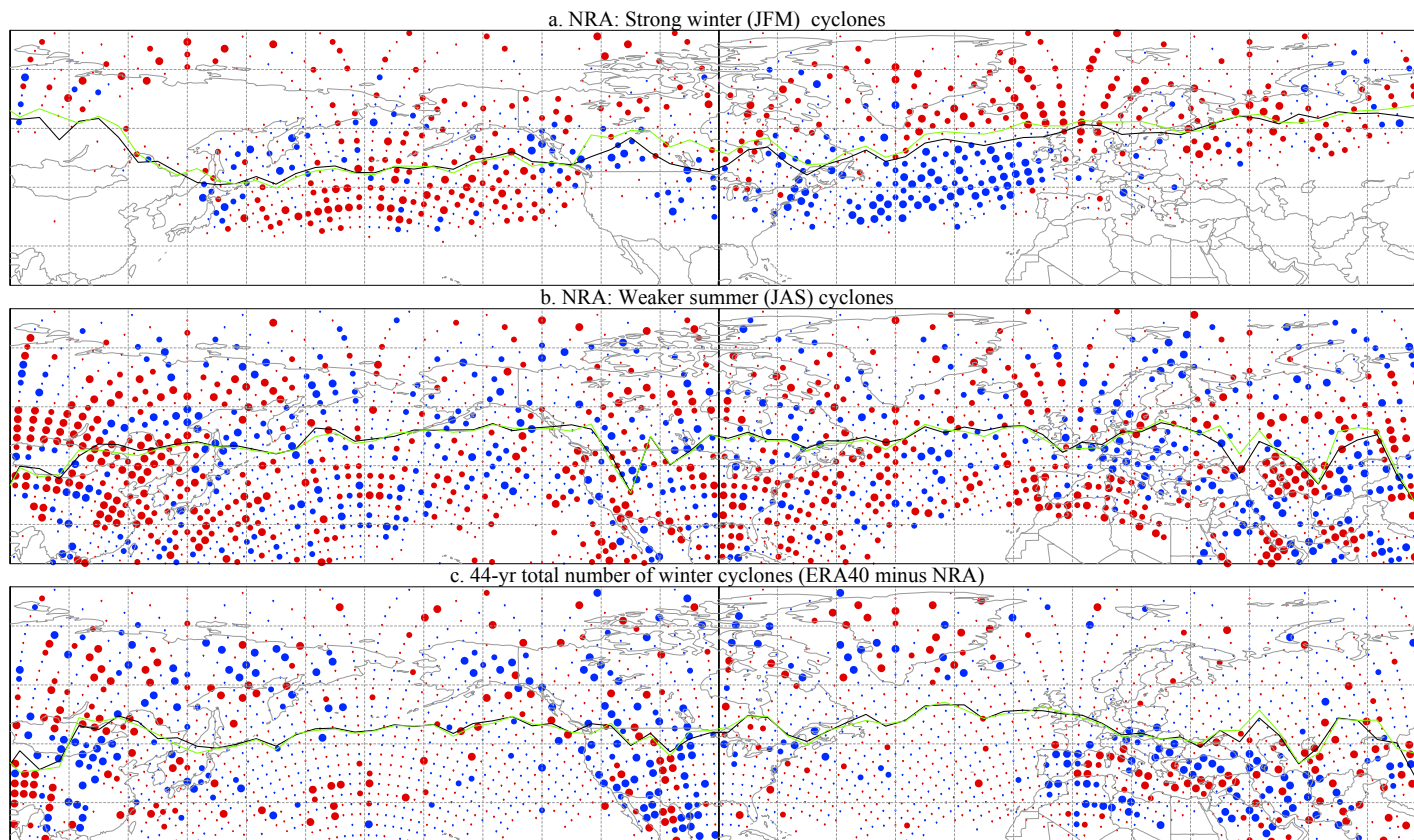 a. NRA: Strong winter (JFM) cyclones
b. NRA: Weaker summer (JAS) cyclones
c. 44-yr total number of winter cyclones (ERA40 minus NRA)